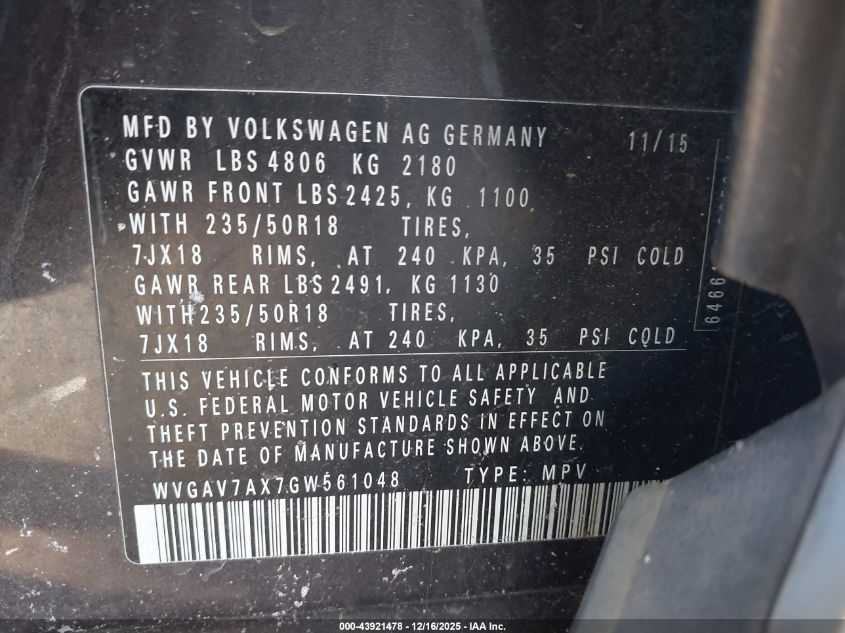 MFD BY VOLKSWAGEN AG GERMANY 11/15
GVWR LBS 4806 KG 2180
GAWR FRONT LBS 2425, KG 1100
WITH 235/50R18 TIRES,
7JX18 RIMS, AT 240 KPA, 35 PSI COLD
GAWR REAR LBS 2491, KG 1130
WITH 235/50R18 TIRES,
7JX18 RIMS, AT 240 KPA, 35 PSI COLD
THIS VEHICLE CONFORMS TO ALL APPLICABLE
U.S. FEDERAL MOTOR VEHICLE SAFETY AND
THEFT PREVENTION STANDARDS IN EFFECT ON
THE DATE OF MANUFACTURE SHOWN ABOVE.
WVGAV7AX7GW561048 TYPE: MPV
000-43921478 - 12/16/2025 - IAA Inc.